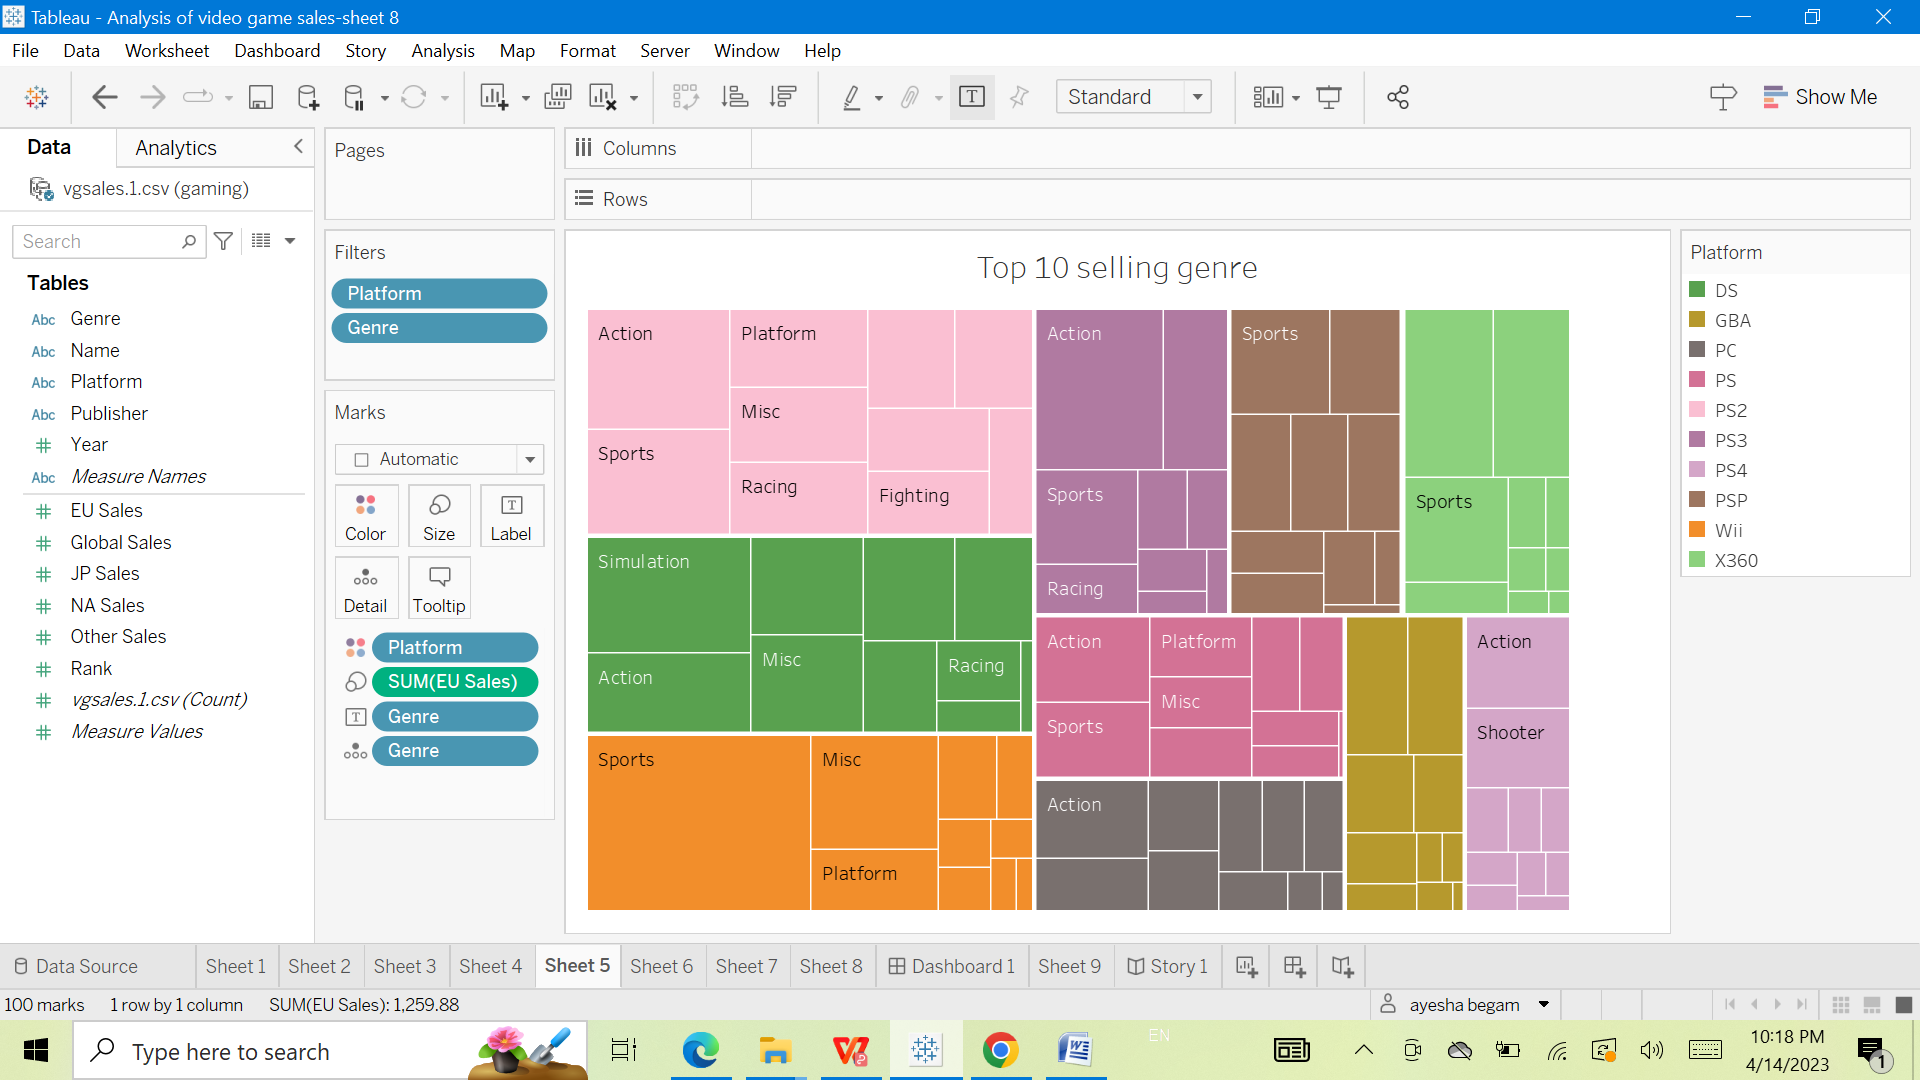 Tableau - Analysis of video game sales-sheet 8
File Data Worksheet Dashboard Story Analysis Map Format Server Window Help
Standard
Show Me
Data Analytics
vgsales.1.csv (gaming)
Search
Tables
Abc Genre
Abc Name
Abc Platform
Abc Publisher
Year
Abc Measure Names
EU Sales
Global Sales
JP Sales
NA Sales
Other Sales
Rank
vgsales.1.csv (Count)
Measure Values
Pages
Filters
Platform
Genre
Marks
Automatic
Color Size Label
Detail Tooltip
Platform
SUM(EU Sales)
Genre
Genre
Columns
Rows
Top 10 selling genre
Action
Platform
Misc
Sports
Racing
Fighting
Simulation
Action
Misc
Racing
Sports
Misc
Platform
Action
Sports
Racing
Sports
Sports
Action
Platform
Misc
Sports
Action
Action
Shooter
Platform
DS
GBA
PC
PS
PS2
PS3
PS4
PSP
Wii
X360
Data Source Sheet 1 Sheet 2 Sheet 3 Sheet 4 Sheet 5 Sheet 6 Sheet 7 Sheet 8 Dashboard 1 Sheet 9 Story 1
100 marks 1 row by 1 column SUM(EU Sales): 1,259.88
ayesha begam
Type here to search
EN
10:18 PM
4/14/2023
1